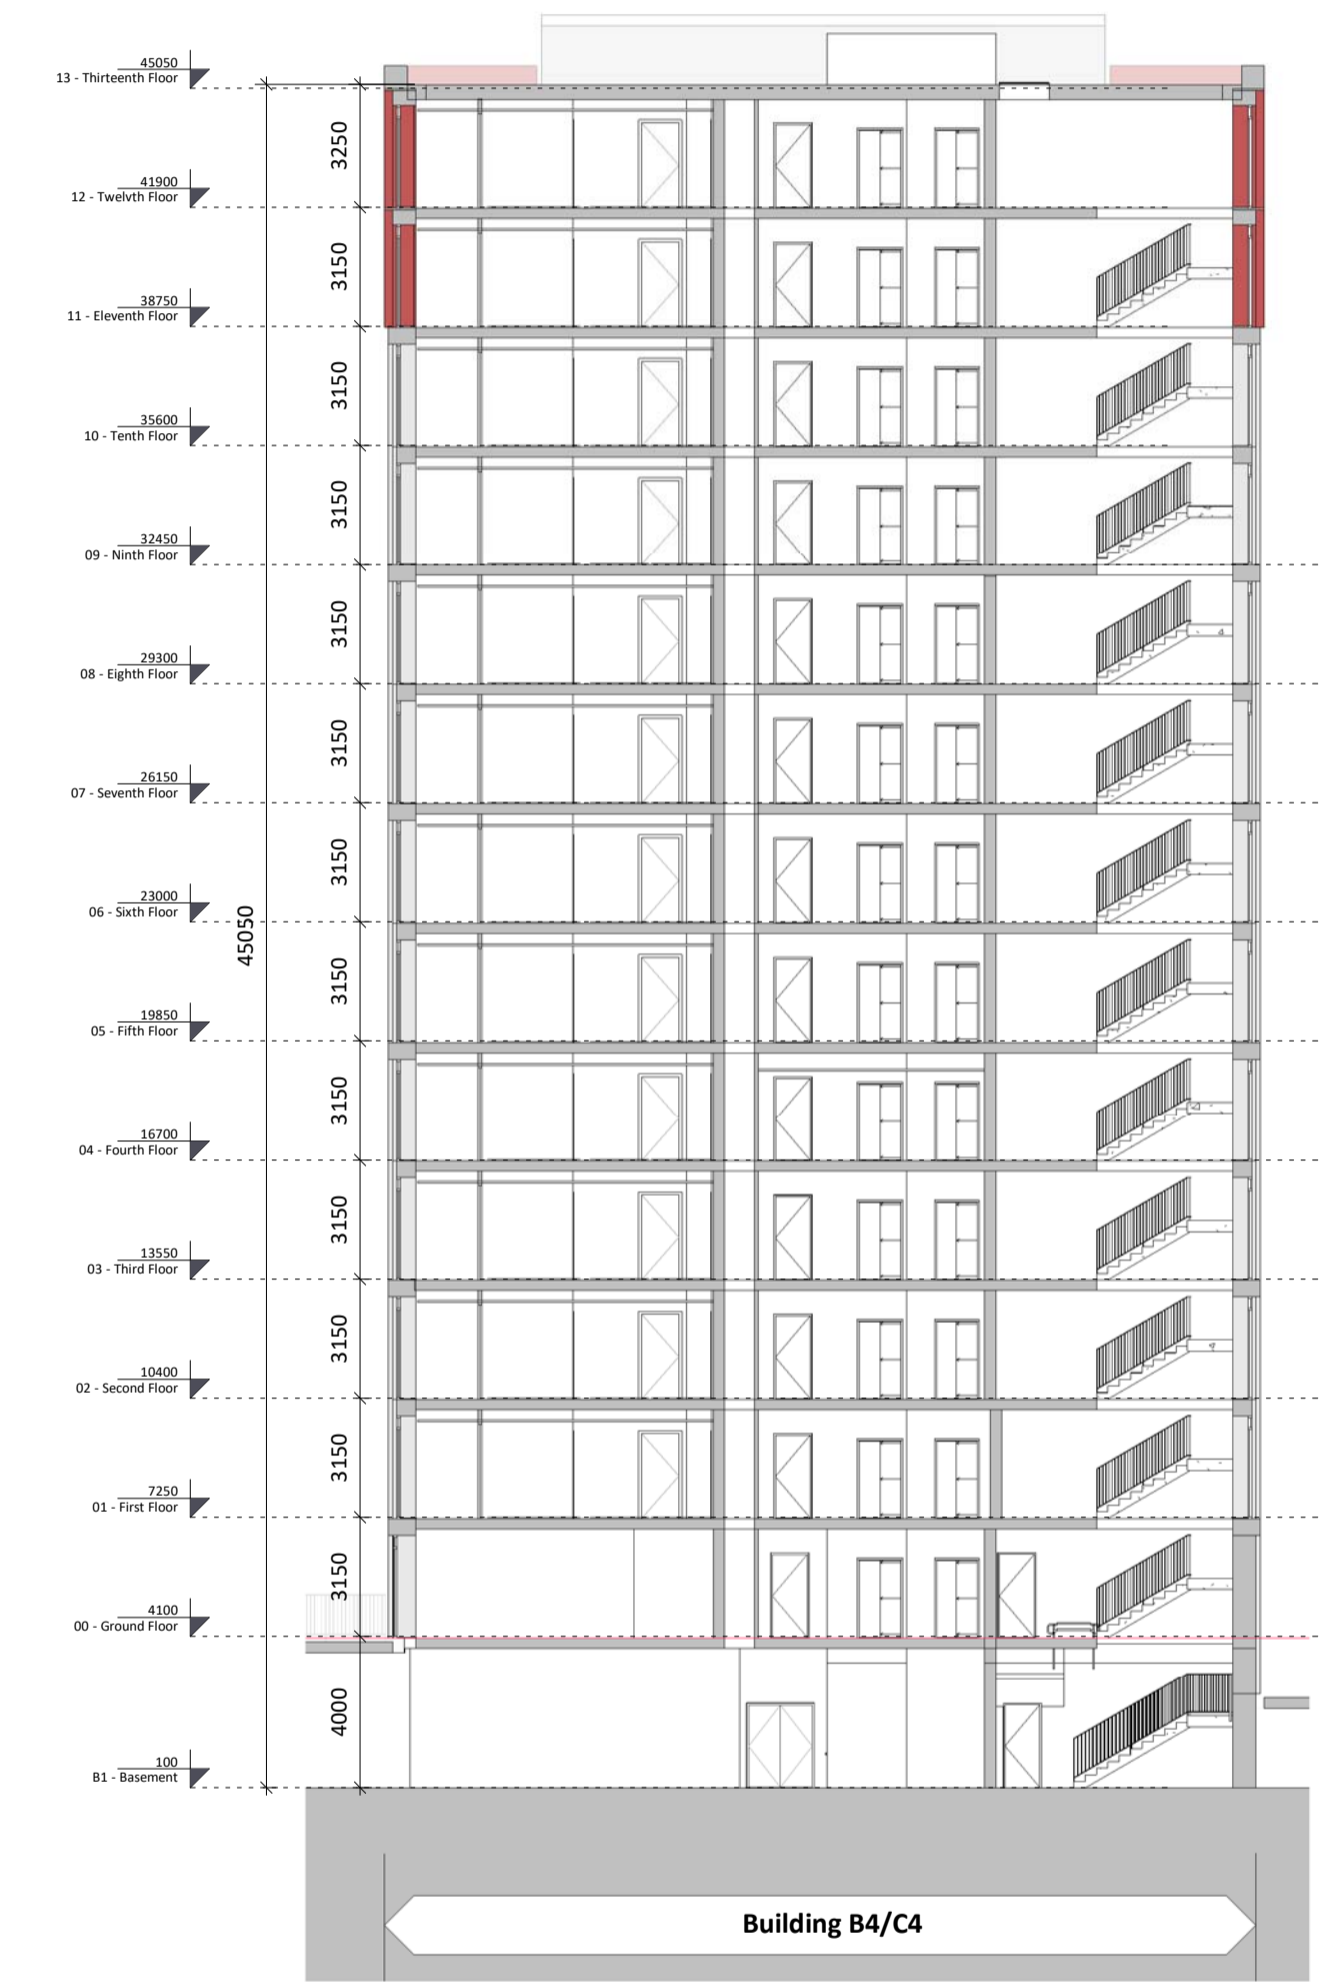 45050
13 - Thirteenth Floor
3250
41900
12 - Twelvth Floor
3150
38750
11 - Eleventh Floor
3150
35600
10 - Tenth Floor
3150
32450
09 - Ninth Floor
3150
29300
08 - Eighth Floor
3150
26150
07 - Seventh Floor
3150
23000
06 - Sixth Floor
45050
3150
19850
05 - Fifth Floor
3150
16700
04 - Fourth Floor
3150
13550
03 - Third Floor
3150
10400
02 - Second Floor
3150
7250
01 - First Floor
3150
4100
00 - Ground Floor
4000
100
B1 - Basement
Building B4/C4